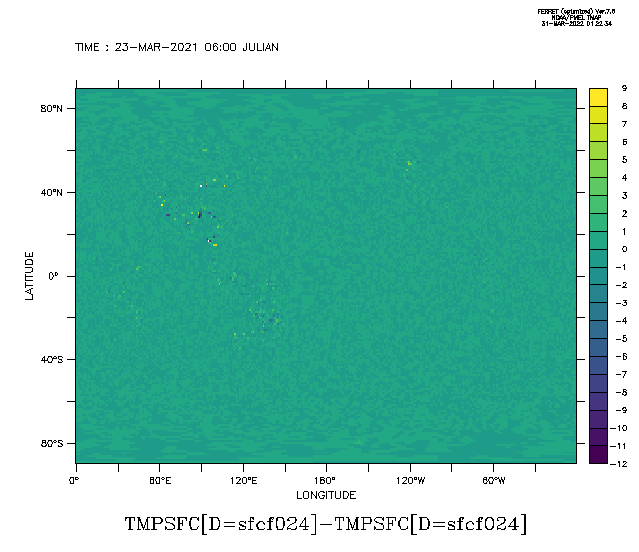 FERRET (optimized) Ver.7.6
NOAA/PMEL TMAP
31-MAR-2022 01:22:34
TIME : 23-MAR-2021 06:00 JULIAN
80°N
40°N
0°
40°S
80°S
LATITUDE
0° 60°E 120°E 180° 120°W 60°W
LONGITUDE
9
8
7
6
5
4
3
2
1
0
-1
-2
-3
-4
-5
-6
-7
-8
-9
-10
-11
-12
TMPSFC[D=sfcf024]-TMPSFC[D=sfcf024]